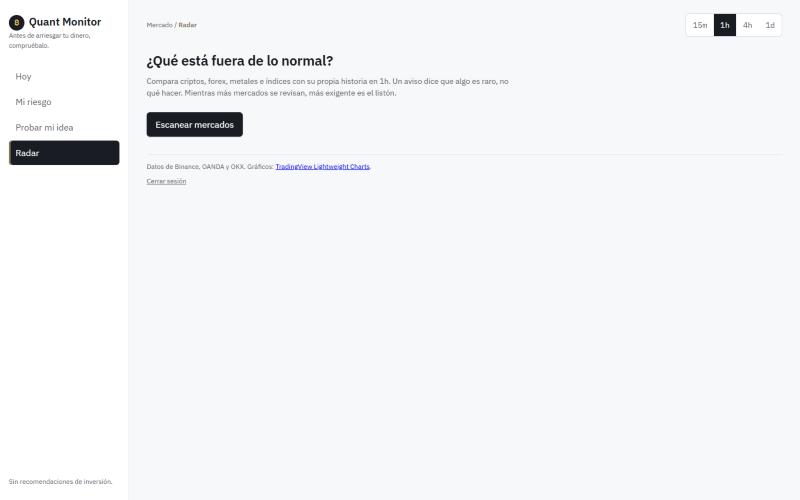 ₿ Quant Monitor
Antes de arriesgar tu dinero,
compruébalo.
Hoy
Mi riesgo
Probar mi idea
Radar
Sin recomendaciones de inversión.
Mercado / Radar
15m 1h 4h 1d
¿Qué está fuera de lo normal?
Compara criptos, forex, metales e índices con su propia historia en 1h. Un aviso dice que algo es raro, no
qué hacer. Mientras más mercados se revisan, más exigente es el listón.
Escanear mercados
Datos de Binance, OANDA y OKX. Gráficos: TradingView Lightweight Charts.
Cerrar sesión